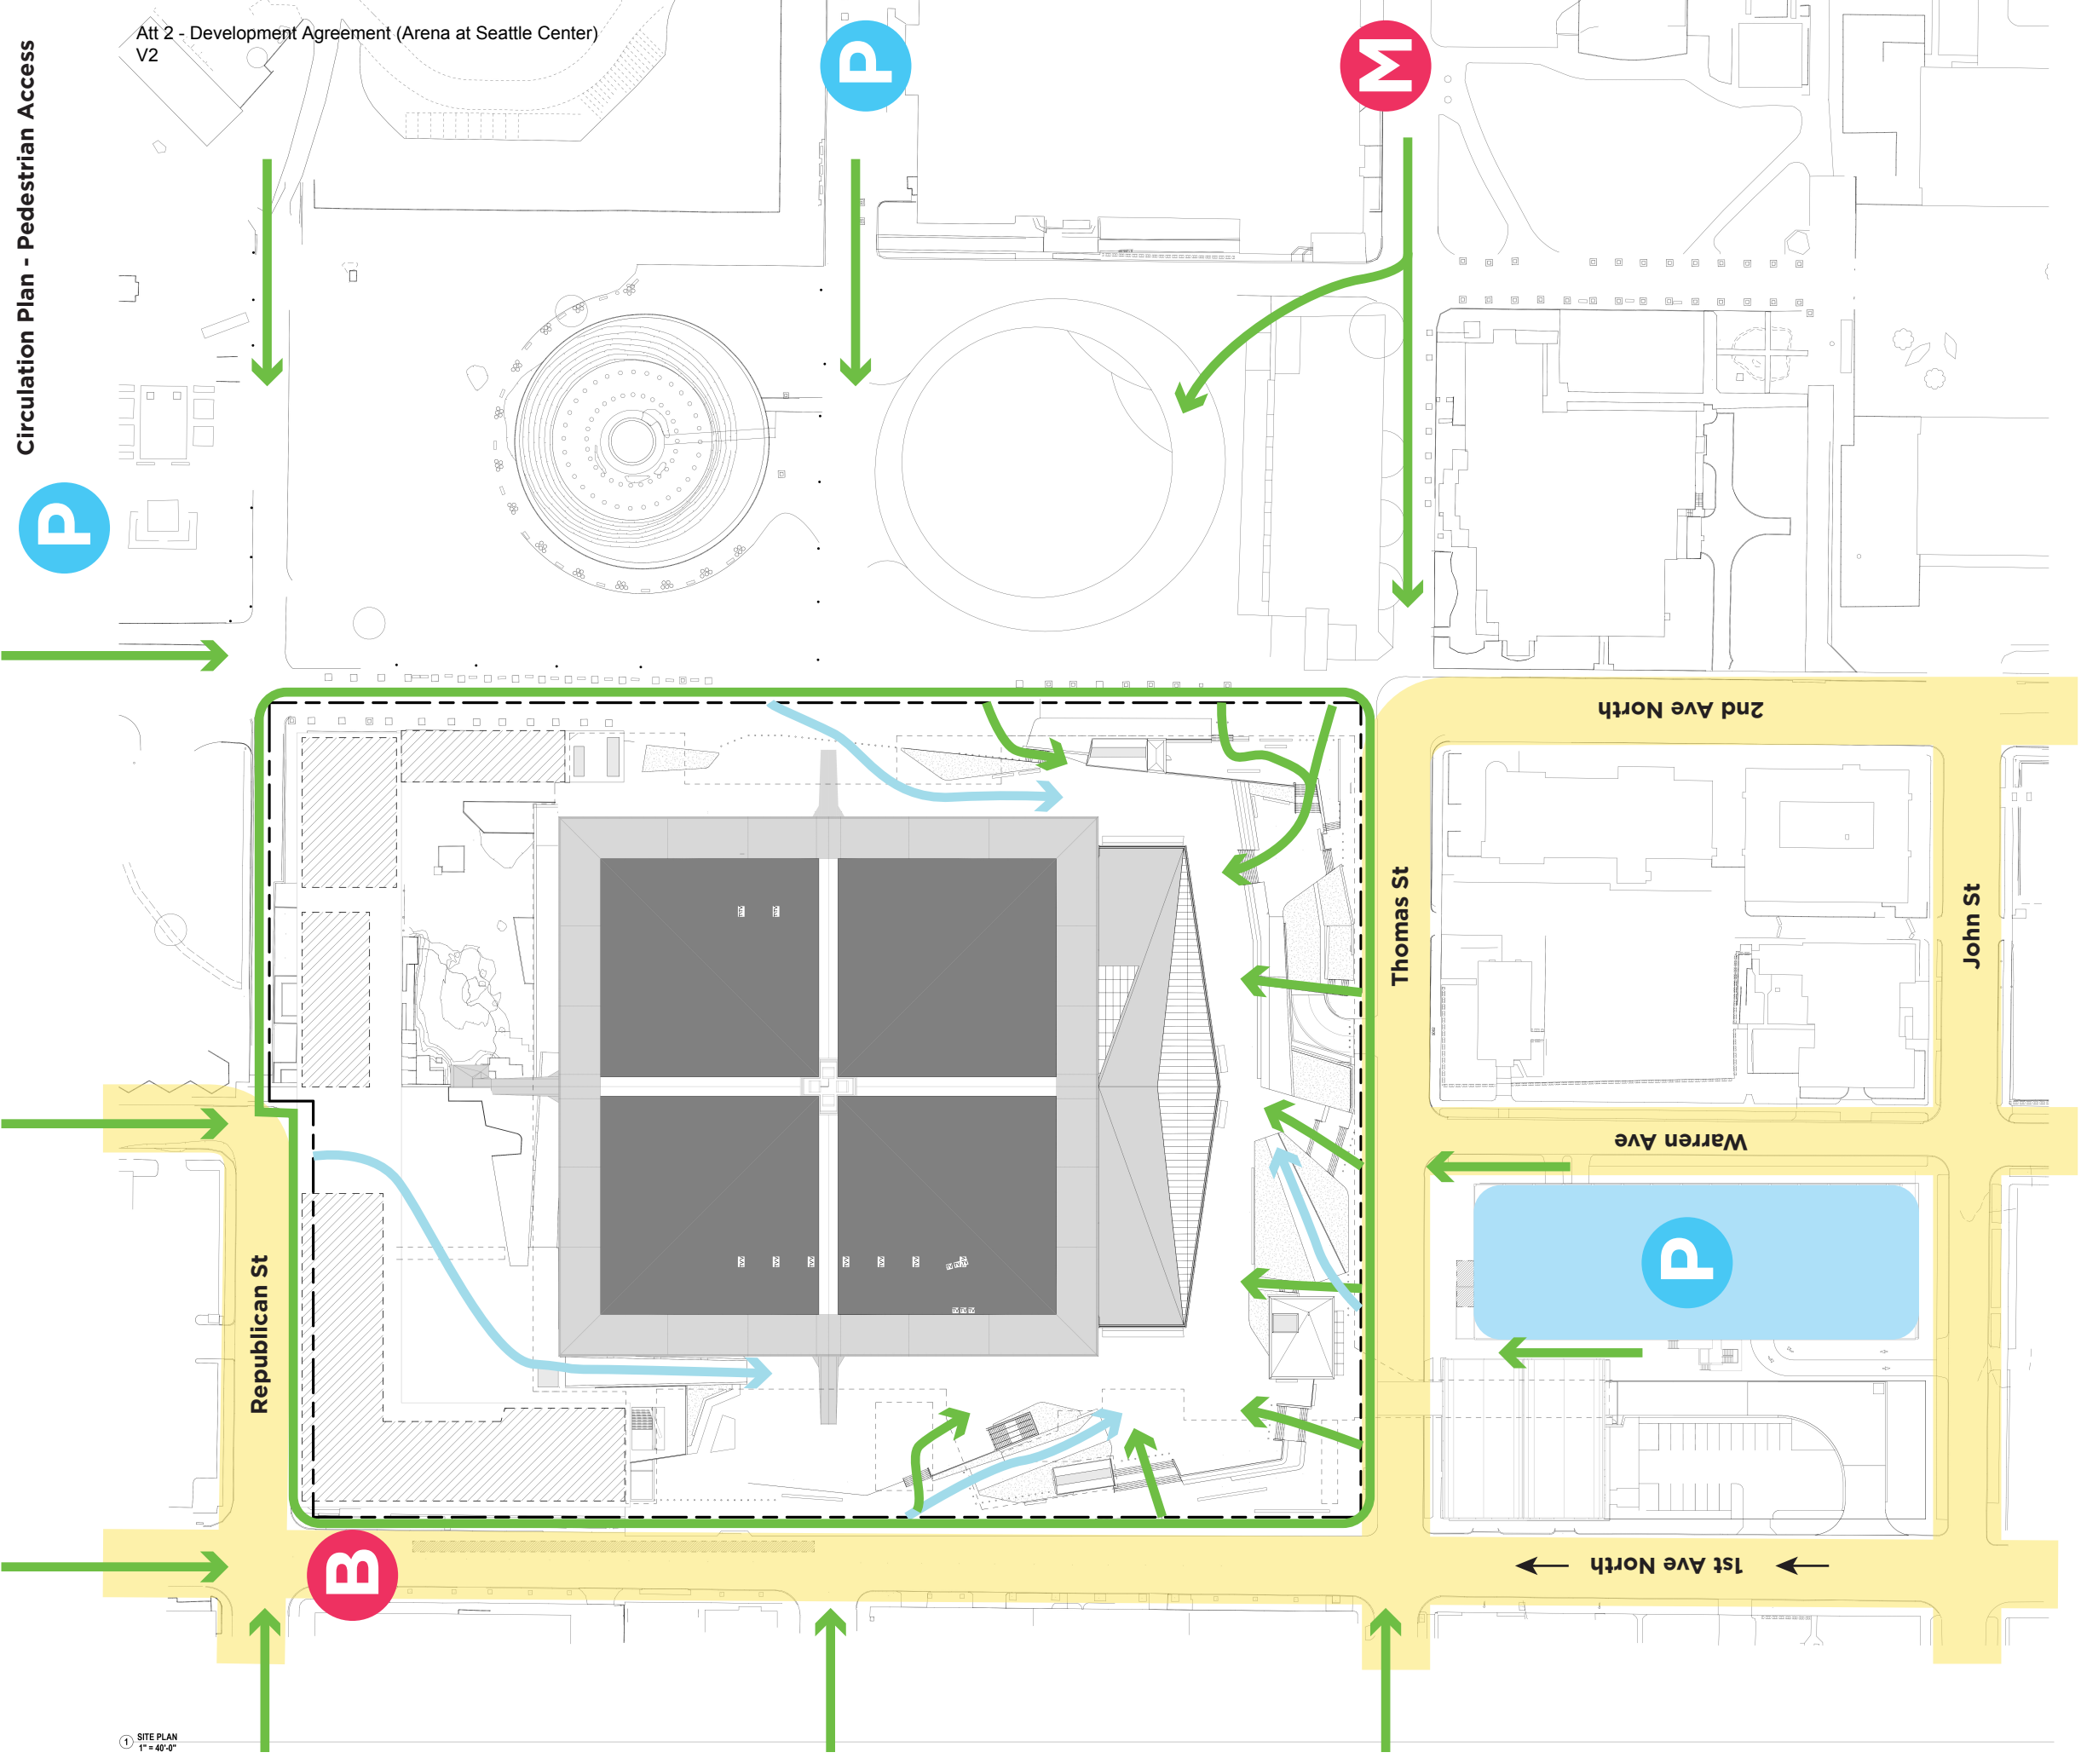 Att 2 - Development Agreement (Arena at Seattle Center)
V2
Circulation Plan - Pedestrian Access
P
M
P
2nd Ave North
Thomas St
John St
Warren Ave
P
Republican St
B
1st Ave North
1
SITE PLAN
1" = 40'-0"